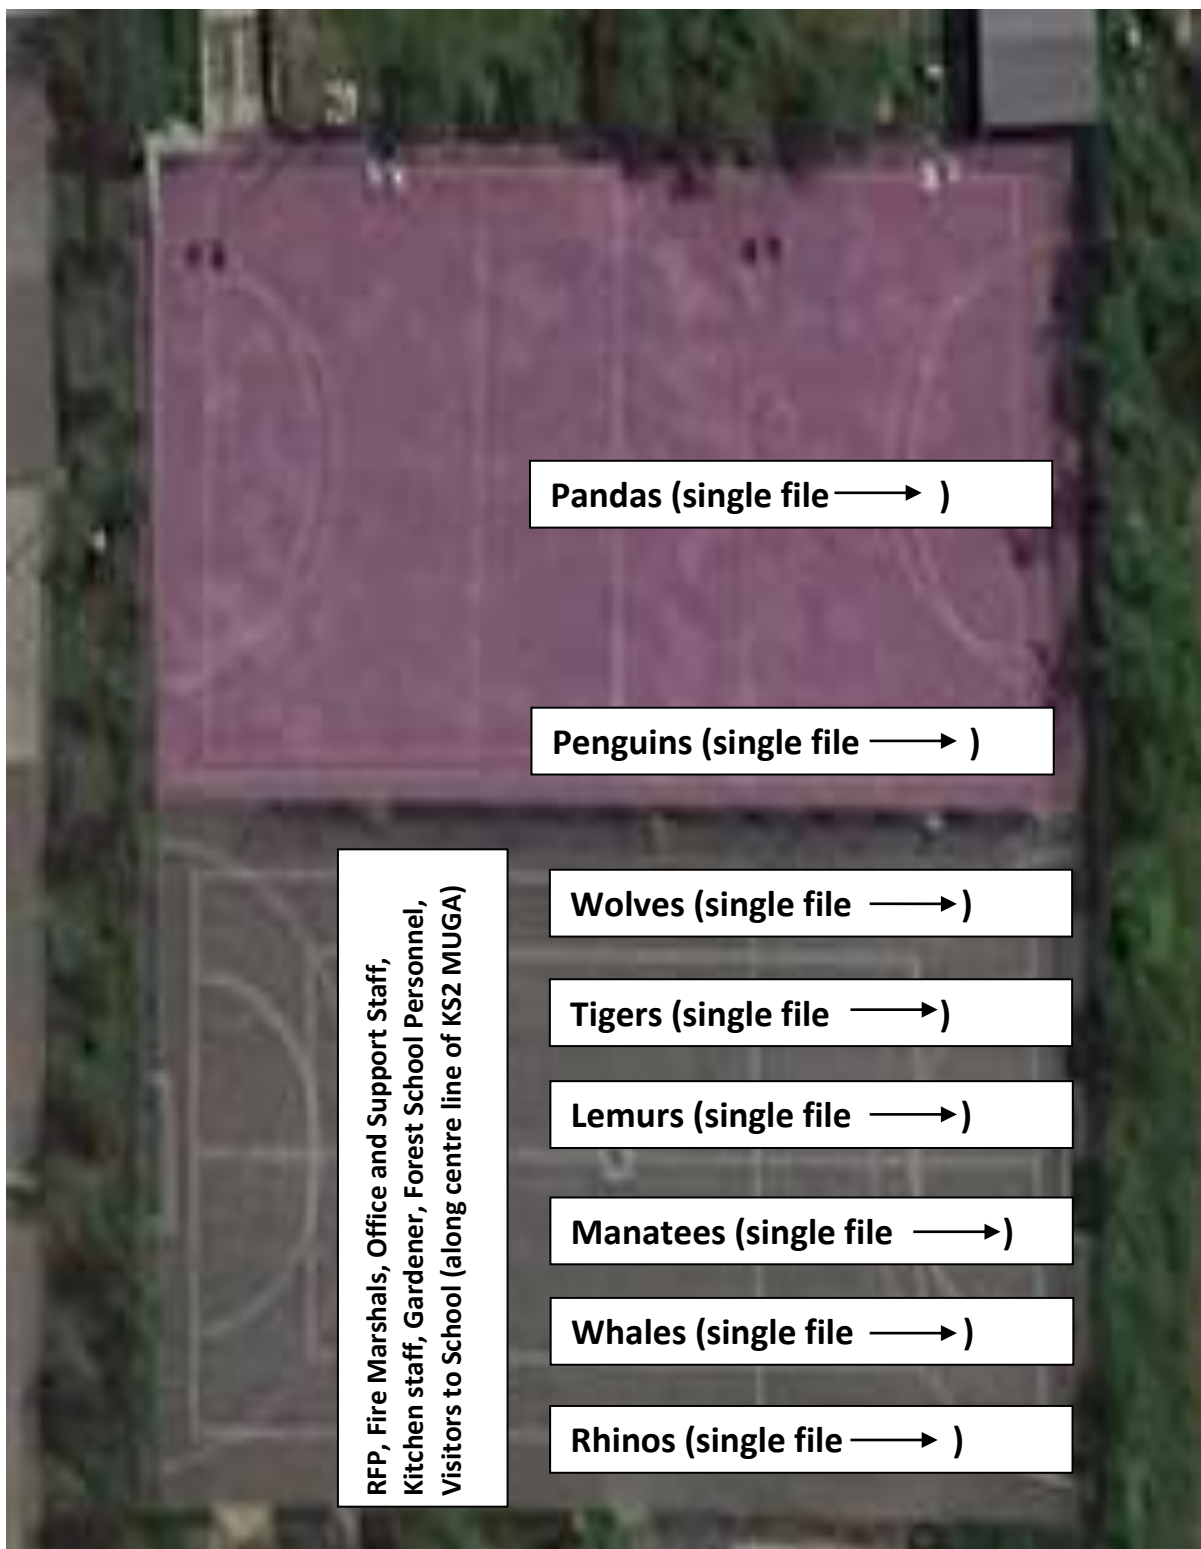 Pandas (single file ⟶ )
Penguins (single file ⟶ )
RFP, Fire Marshals, Office and Support Staff,
Kitchen staff, Gardener, Forest School Personnel,
Visitors to School (along centre line of KS2 MUGA)
Wolves (single file ⟶)
Tigers (single file ⟶)
Lemurs (single file ⟶)
Manatees (single file ⟶)
Whales (single file ⟶)
Rhinos (single file ⟶ )